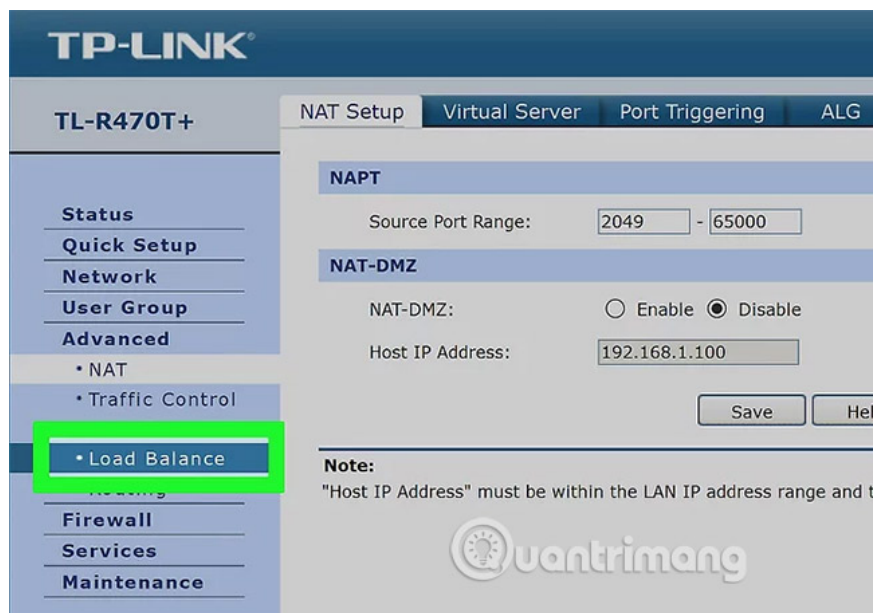 TP-LINK®
TL-R470T+
NAT Setup Virtual Server Port Triggering ALG
NAPT
Source Port Range: 2049 - 65000
NAT-DMZ
NAT-DMZ: Enable Disable
Host IP Address: 192.168.1.100
Save Hel
Note:
"Host IP Address" must be within the LAN IP address range and t
Status
Quick Setup
Network
User Group
Advanced
• NAT
• Traffic Control
• Load Balance
Firewall
Services
Maintenance
Quantrimang